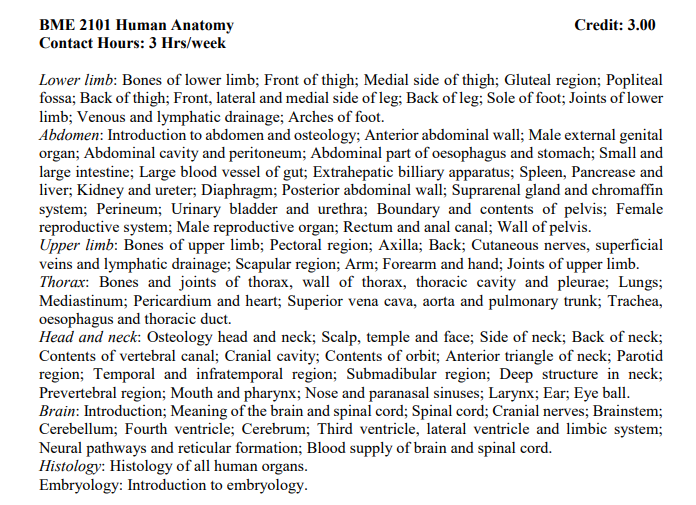 BME 2101 Human Anatomy Credit: 3.00
Contact Hours: 3 Hrs/week
Lower limb: Bones of lower limb; Front of thigh; Medial side of thigh; Gluteal region; Popliteal
fossa; Back of thigh; Front, lateral and medial side of leg; Back of leg; Sole of foot; Joints of lower
limb; Venous and lymphatic drainage; Arches of foot.
Abdomen: Introduction to abdomen and osteology; Anterior abdominal wall; Male external genital
organ; Abdominal cavity and peritoneum; Abdominal part of oesophagus and stomach; Small and
large intestine; Large blood vessel of gut; Extrahepatic billiary apparatus; Spleen, Pancrease and
liver; Kidney and ureter; Diaphragm; Posterior abdominal wall; Suprarenal gland and chromaffin
system; Perineum; Urinary bladder and urethra; Boundary and contents of pelvis; Female
reproductive system; Male reproductive organ; Rectum and anal canal; Wall of pelvis.
Upper limb: Bones of upper limb; Pectoral region; Axilla; Back; Cutaneous nerves, superficial
veins and lymphatic drainage; Scapular region; Arm; Forearm and hand; Joints of upper limb.
Thorax: Bones and joints of thorax, wall of thorax, thoracic cavity and pleurae; Lungs;
Mediastinum; Pericardium and heart; Superior vena cava, aorta and pulmonary trunk; Trachea,
oesophagus and thoracic duct.
Head and neck: Osteology head and neck; Scalp, temple and face; Side of neck; Back of neck;
Contents of vertebral canal; Cranial cavity; Contents of orbit; Anterior triangle of neck; Parotid
region; Temporal and infratemporal region; Submadibular region; Deep structure in neck;
Prevertebral region; Mouth and pharynx; Nose and paranasal sinuses; Larynx; Ear; Eye ball.
Brain: Introduction; Meaning of the brain and spinal cord; Spinal cord; Cranial nerves; Brainstem;
Cerebellum; Fourth ventricle; Cerebrum; Third ventricle, lateral ventricle and limbic system;
Neural pathways and reticular formation; Blood supply of brain and spinal cord.
Histology: Histology of all human organs.
Embryology: Introduction to embryology.